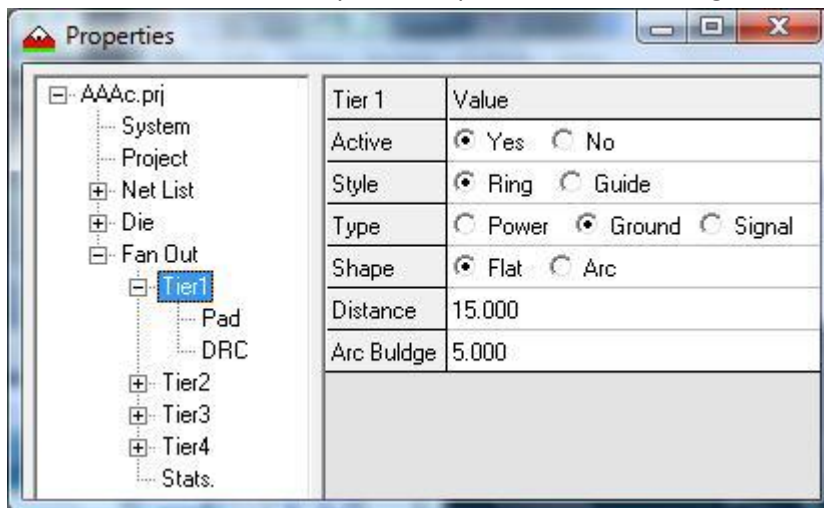 Properties
AAAc.prj
System
Project
Net List
Die
Fan Out
Tier1
Pad
DRC
Tier2
Tier3
Tier4
Stats.
Tier 1 Value
Active Yes No
Style Ring Guide
Type Power Ground Signal
Shape Flat Arc
Distance 15.000
Arc Buldge 5.000